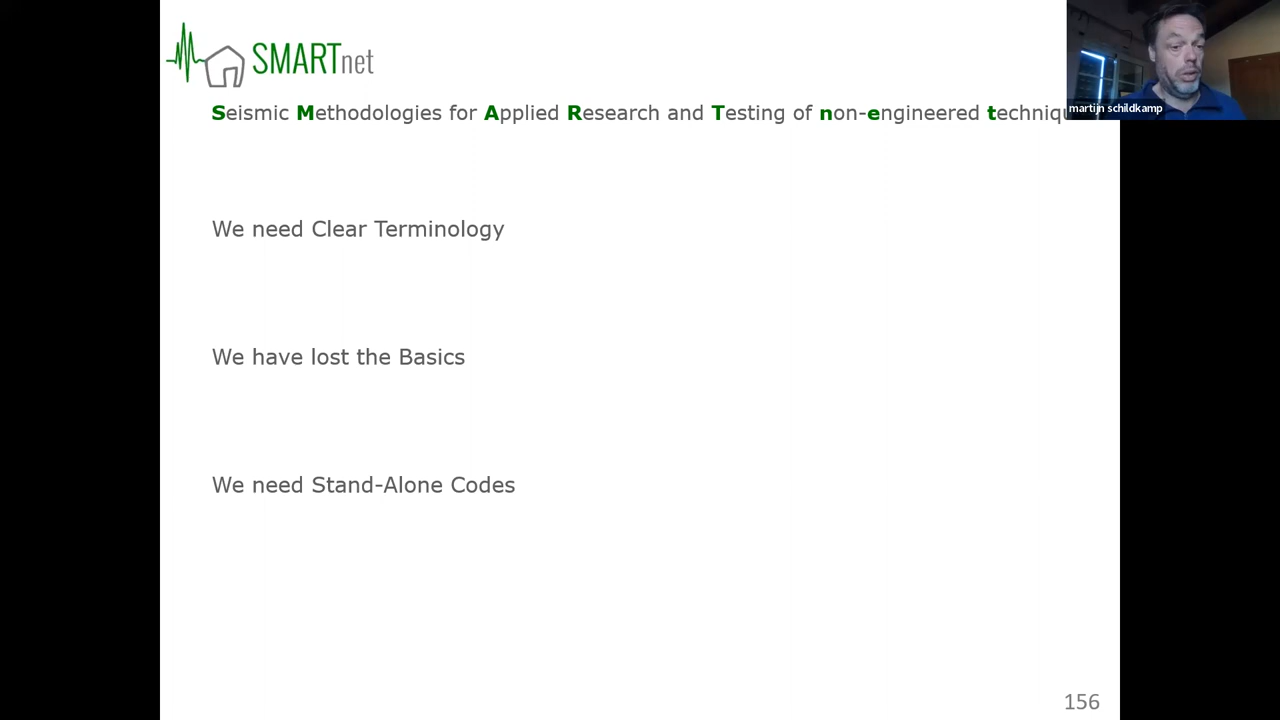 SMARTnet
Seismic Methodologies for Applied Research and Testing of non-engineered
martijn schildkamp
We need Clear Terminology
We have lost the Basics
We need Stand-Alone Codes
156